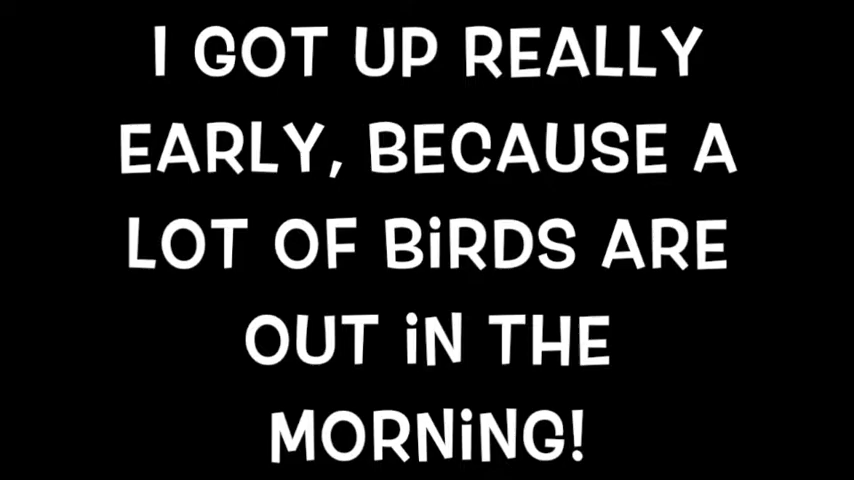 I GOT UP REALLY
EARLY, BECAUSE A
LOT OF BiRDS ARE
OUT iN THE
MORNiNG!